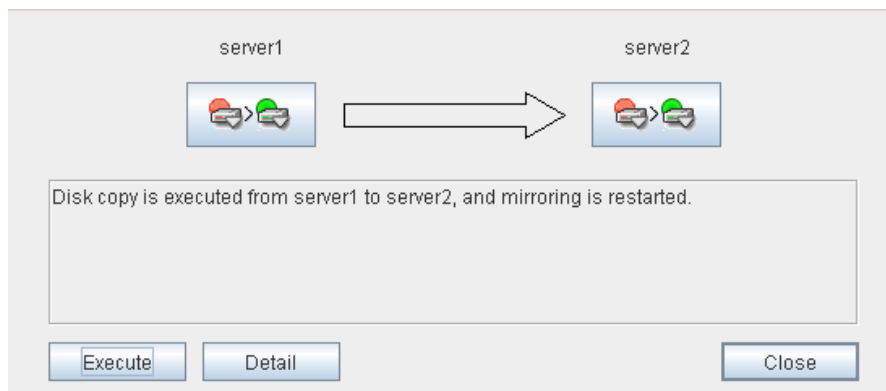 server1
server2
>
>
Disk copy is executed from server1 to server2, and mirroring is restarted.
Execute
Detail
Close